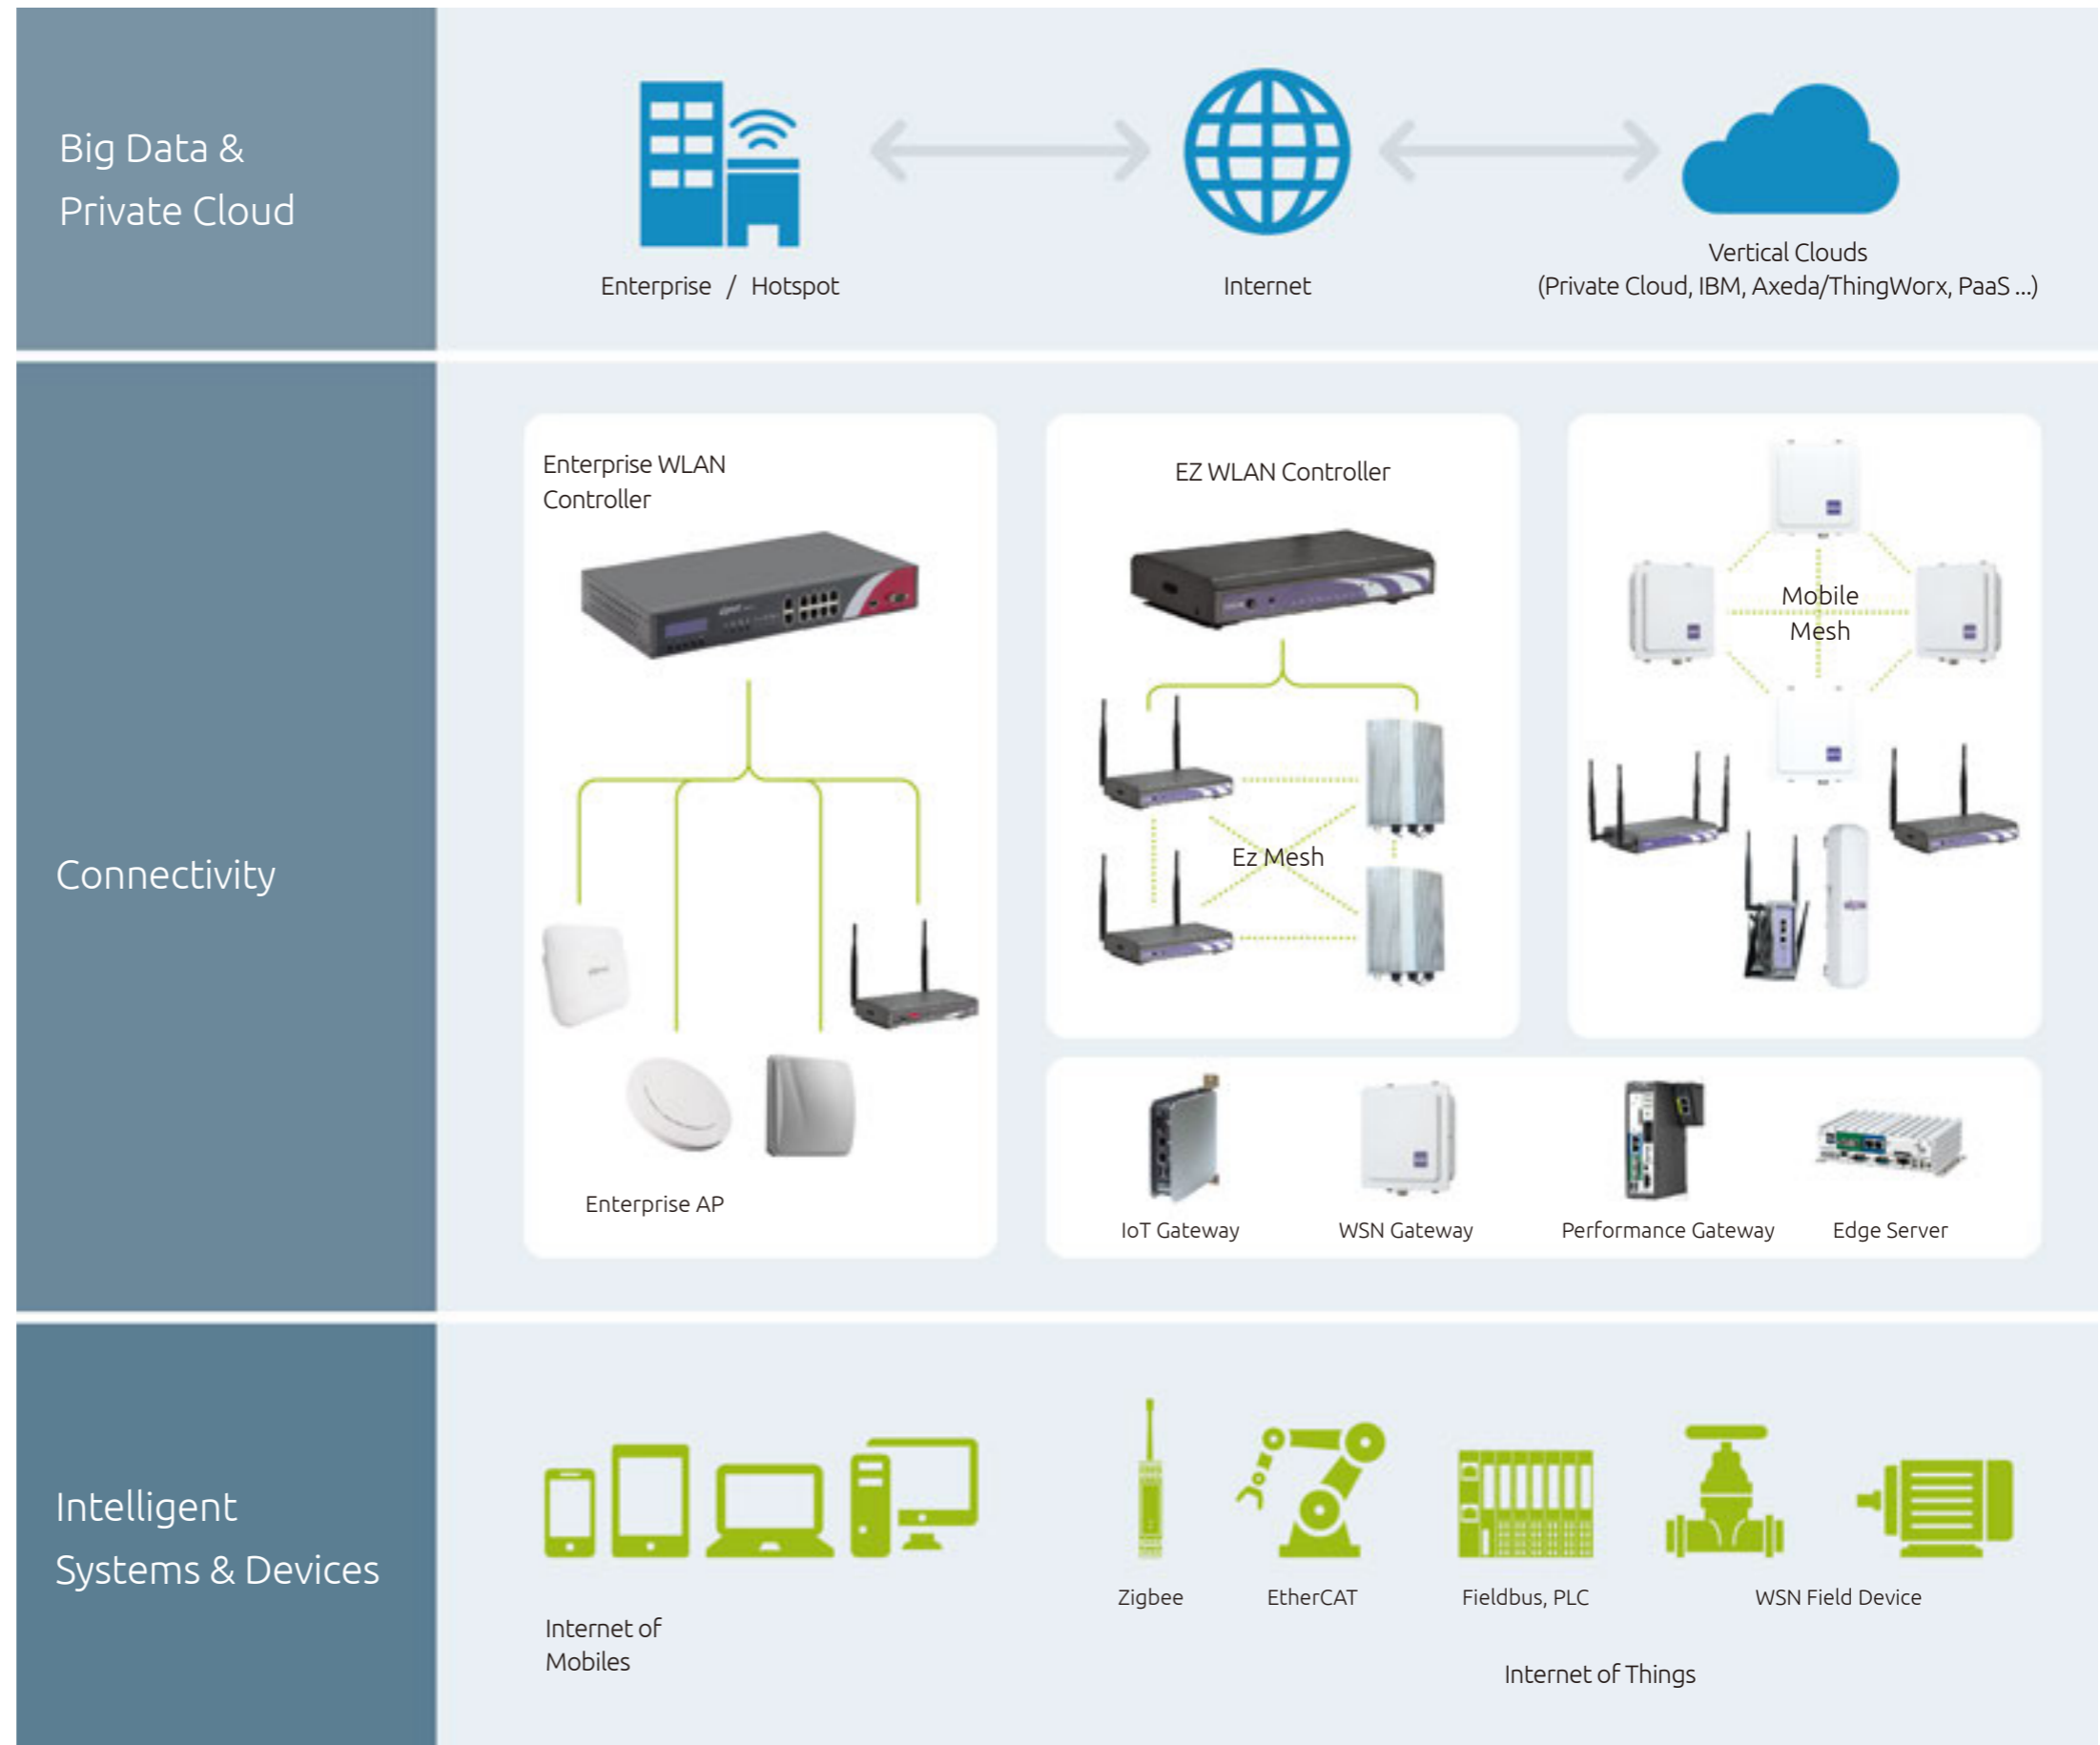 Big Data &
Private Cloud
Enterprise / Hotspot
Internet
Vertical Clouds
(Private Cloud, IBM, Axeda/ThingWorx, PaaS ...)
Connectivity
Enterprise WLAN
Controller
Enterprise AP
EZ WLAN Controller
Ez Mesh
Mobile
Mesh
IoT Gateway
WSN Gateway
Performance Gateway
Edge Server
Intelligent
Systems & Devices
Internet of
Mobiles
Zigbee
EtherCAT
Fieldbus, PLC
WSN Field Device
Internet of Things